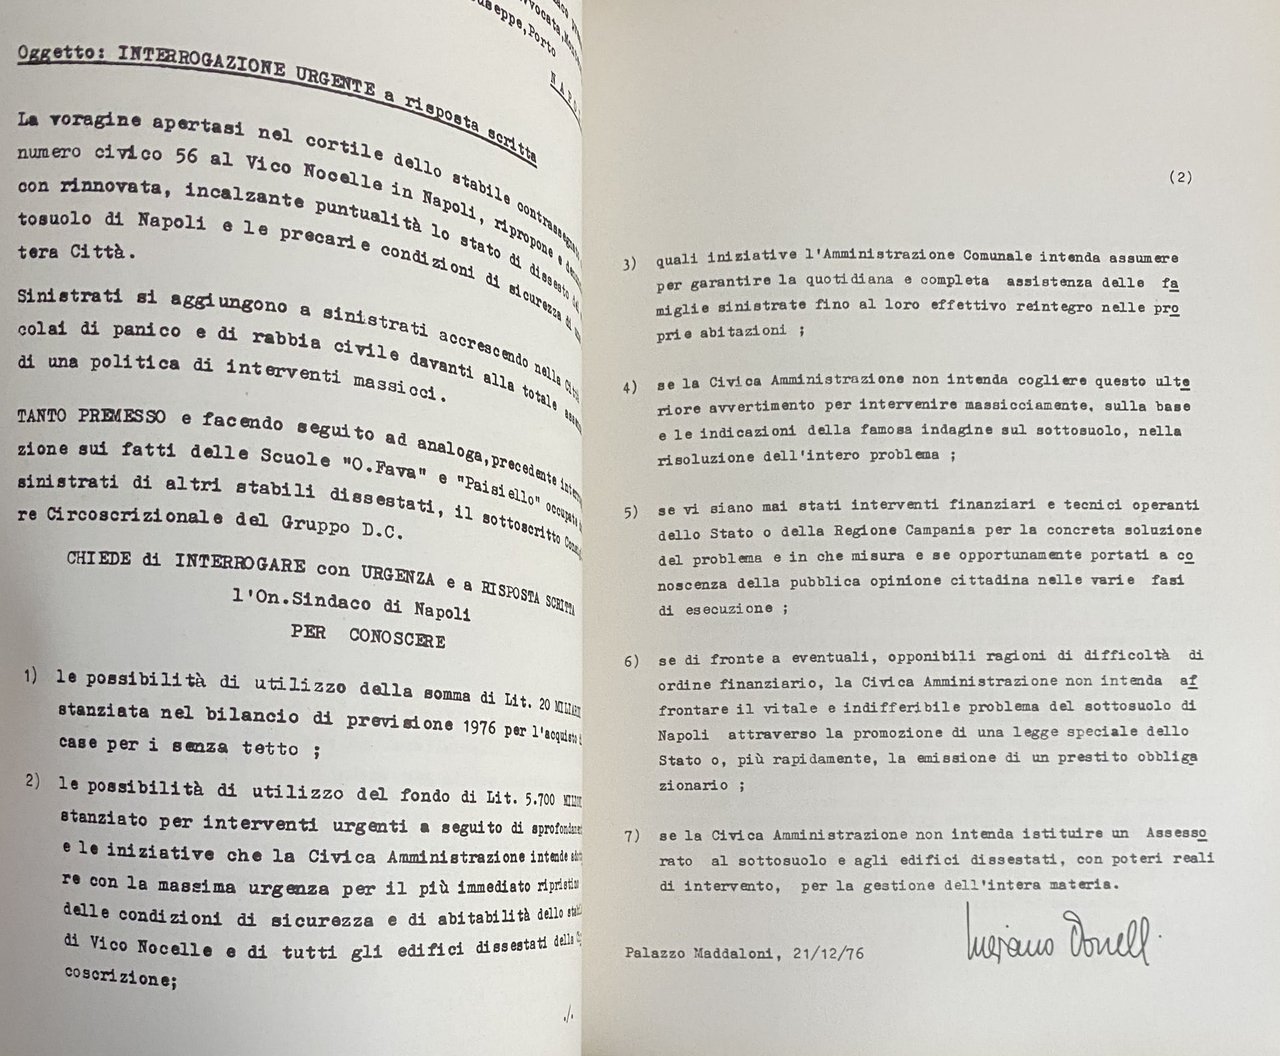 Giuseppe,Porto
Oggetto: INTERROGAZIONE URGENTE a risposta scritta
La voragine apertasi nel cortile dello stabile
numero civico 56 al Vico Nocelle in Napoli, ripropone e
con rinnovata, incalzante puntualità lo stato di dissesto del
tosuolo di Napoli e le precarie condizioni di sicurezza di
tera Città.
Sinistrati si aggiungono a sinistrati accrescendo nella Città
colai di panico e di rabbia civile davanti alla totale
di una politica di interventi massicci.
TANTO PREMESSO e facendo seguito ad analoga,precedente
zione sui fatti delle Scuole "O.Fava" e "Paisiello" occupate
sinistrati di altri stabili dissestati, il sottoscritto
re Circoscrizionale del Gruppo D.C.
CHIEDE di INTERROGARE con URGENZA e a RISPOSTA SCRITTA
l'On.Sindaco di Napoli
PER CONOSCERE
1) le possibilità di utilizzo della somma di Lit. 20
stanziata nel bilancio di previsione 1976 per l'acquisto
case per i senza tetto ;
2) le possibilità di utilizzo del fondo di Lit. 5.700
stanziato per interventi urgenti a seguito di
e le iniziative che la Civica Amministrazione intende
re con la massima urgenza per il più immediato ripristino
delle condizioni di sicurezza e di abitabilità dello
di Vico Nocelle e di tutti gli edifici dissestati della
coscrizione;
./.
(2)
3) quali iniziative l'Amministrazione Comunale intenda assumere
per garantire la quotidiana e completa assistenza delle fa
miglie sinistrate fino al loro effettivo reintegro nelle pro
prie abitazioni ;
4) se la Civica Amministrazione non intenda cogliere questo ulte
riore avvertimento per intervenire massicciamente, sulla base
e le indicazioni della famosa indagine sul sottosuolo, nella
risoluzione dell'intero problema ;
5) se vi siano mai stati interventi finanziari e tecnici operanti
dello Stato o della Regione Campania per la concreta soluzione
del problema e in che misura e se opportunamente portati a co
noscenza della pubblica opinione cittadina nelle varie fasi
di esecuzione ;
6) se di fronte a eventuali, opponibili ragioni di difficoltà di
ordine finanziario, la Civica Amministrazione non intenda af
frontare il vitale e indifferibile problema del sottosuolo di
Napoli attraverso la promozione di una legge speciale dello
Stato o, più rapidamente, la emissione di un prestito obbliga
zionario ;
7) se la Civica Amministrazione non intenda istituire un Assesso
rato al sottosuolo e agli edifici dissestati, con poteri reali
di intervento, per la gestione dell'intera materia.
Palazzo Maddaloni, 21/12/76